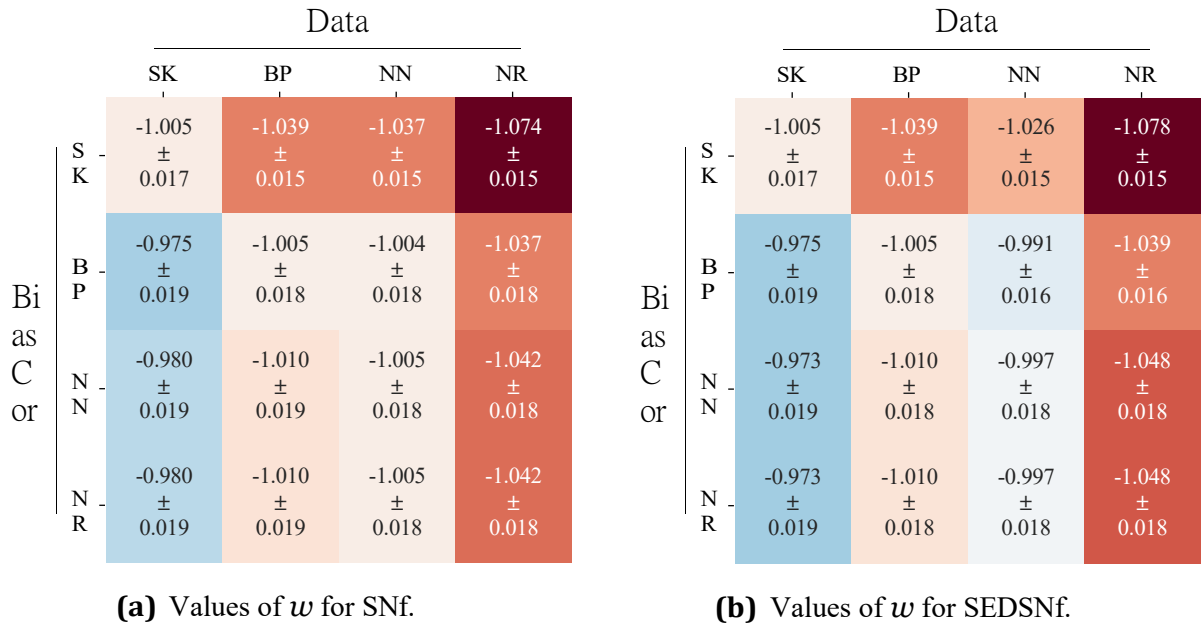 Data
SK BP NN NR
Bi
as
C
or
S
K
-1.005 -1.039 -1.037 -1.074
± ± ± ±
0.017 0.015 0.015 0.015
B
P
-0.975 -1.005 -1.004 -1.037
± ± ± ±
0.019 0.018 0.018 0.018
N
N
-0.980 -1.010 -1.005 -1.042
± ± ± ±
0.019 0.019 0.018 0.018
N
R
-0.980 -1.010 -1.005 -1.042
± ± ± ±
0.019 0.019 0.018 0.018
(a) Values of w for SNf.
Data
SK BP NN NR
Bi
as
C
or
S
K
-1.005 -1.039 -1.026 -1.078
± ± ± ±
0.017 0.015 0.015 0.015
B
P
-0.975 -1.005 -0.991 -1.039
± ± ± ±
0.019 0.018 0.016 0.016
N
N
-0.973 -1.010 -0.997 -1.048
± ± ± ±
0.019 0.018 0.018 0.018
N
R
-0.973 -1.010 -0.997 -1.048
± ± ± ±
0.019 0.018 0.018 0.018
(b) Values of w for SEDSNf.